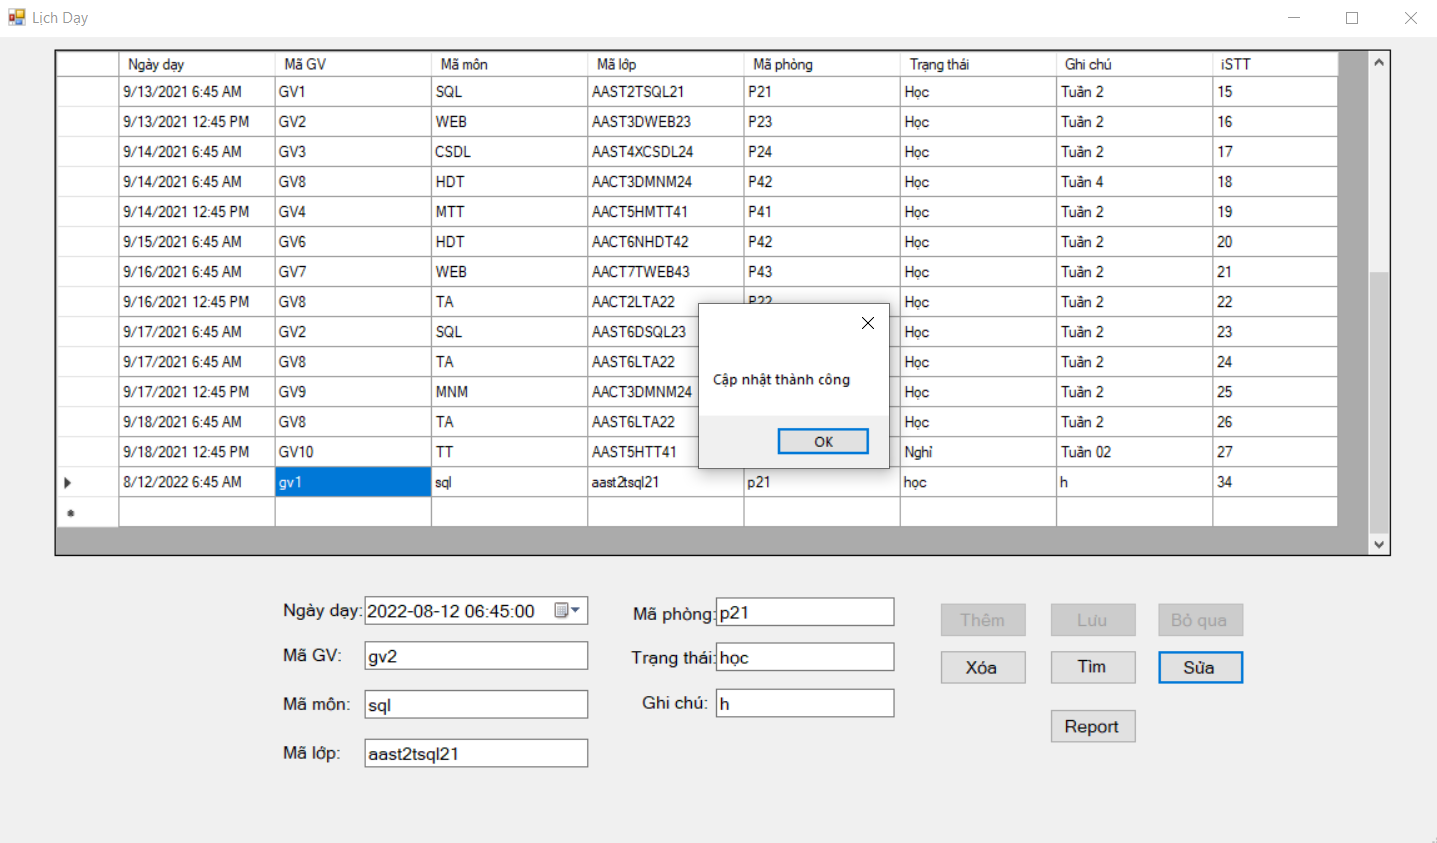 Lịch Dạy
Ngày dạy Mã GV Mã môn Mã lớp Mã phòng Trạng thái Ghi chú iSTT
9/13/2021 6:45 AM GV1 SQL AAST2TSQL21 P21 Học Tuần 2 15
9/13/2021 12:45 PM GV2 WEB AAST3DWEB23 P23 Học Tuần 2 16
9/14/2021 6:45 AM GV3 CSDL AAST4XCSDL24 P24 Học Tuần 2 17
9/14/2021 6:45 AM GV8 HDT AACT3DMNM24 P42 Học Tuần 4 18
9/14/2021 12:45 PM GV4 MTT AACT5HMTT41 P41 Học Tuần 2 19
9/15/2021 6:45 AM GV6 HDT AACT6NHDT42 P42 Học Tuần 2 20
9/16/2021 6:45 AM GV7 WEB AACT7TWEB43 P43 Học Tuần 2 21
9/16/2021 12:45 PM GV8 TA AACT2LTA22 P22 Học Tuần 2 22
9/17/2021 6:45 AM GV2 SQL AAST6DSQL23 Học Tuần 2 23
9/17/2021 6:45 AM GV8 TA AAST6LTA22 Học Tuần 2 24
9/17/2021 12:45 PM GV9 MNM AACT3DMNM24 Học Tuần 2 25
9/18/2021 6:45 AM GV8 TA AAST6LTA22 Học Tuần 2 26
9/18/2021 12:45 PM GV10 TT AAST5HTT41 Nghỉ Tuần 02 27
8/12/2022 6:45 AM gv1 sql aast2tsql21 p21 học h 34
Cập nhật thành công
OK
Ngày dạy: 2022-08-12 06:45:00 Mã phòng: p21 Thêm Lưu Bỏ qua
Mã GV: gv2 Trạng thái: học Xóa Tìm Sửa
Mã môn: sql Ghi chú: h Report
Mã lớp: aast2tsql21